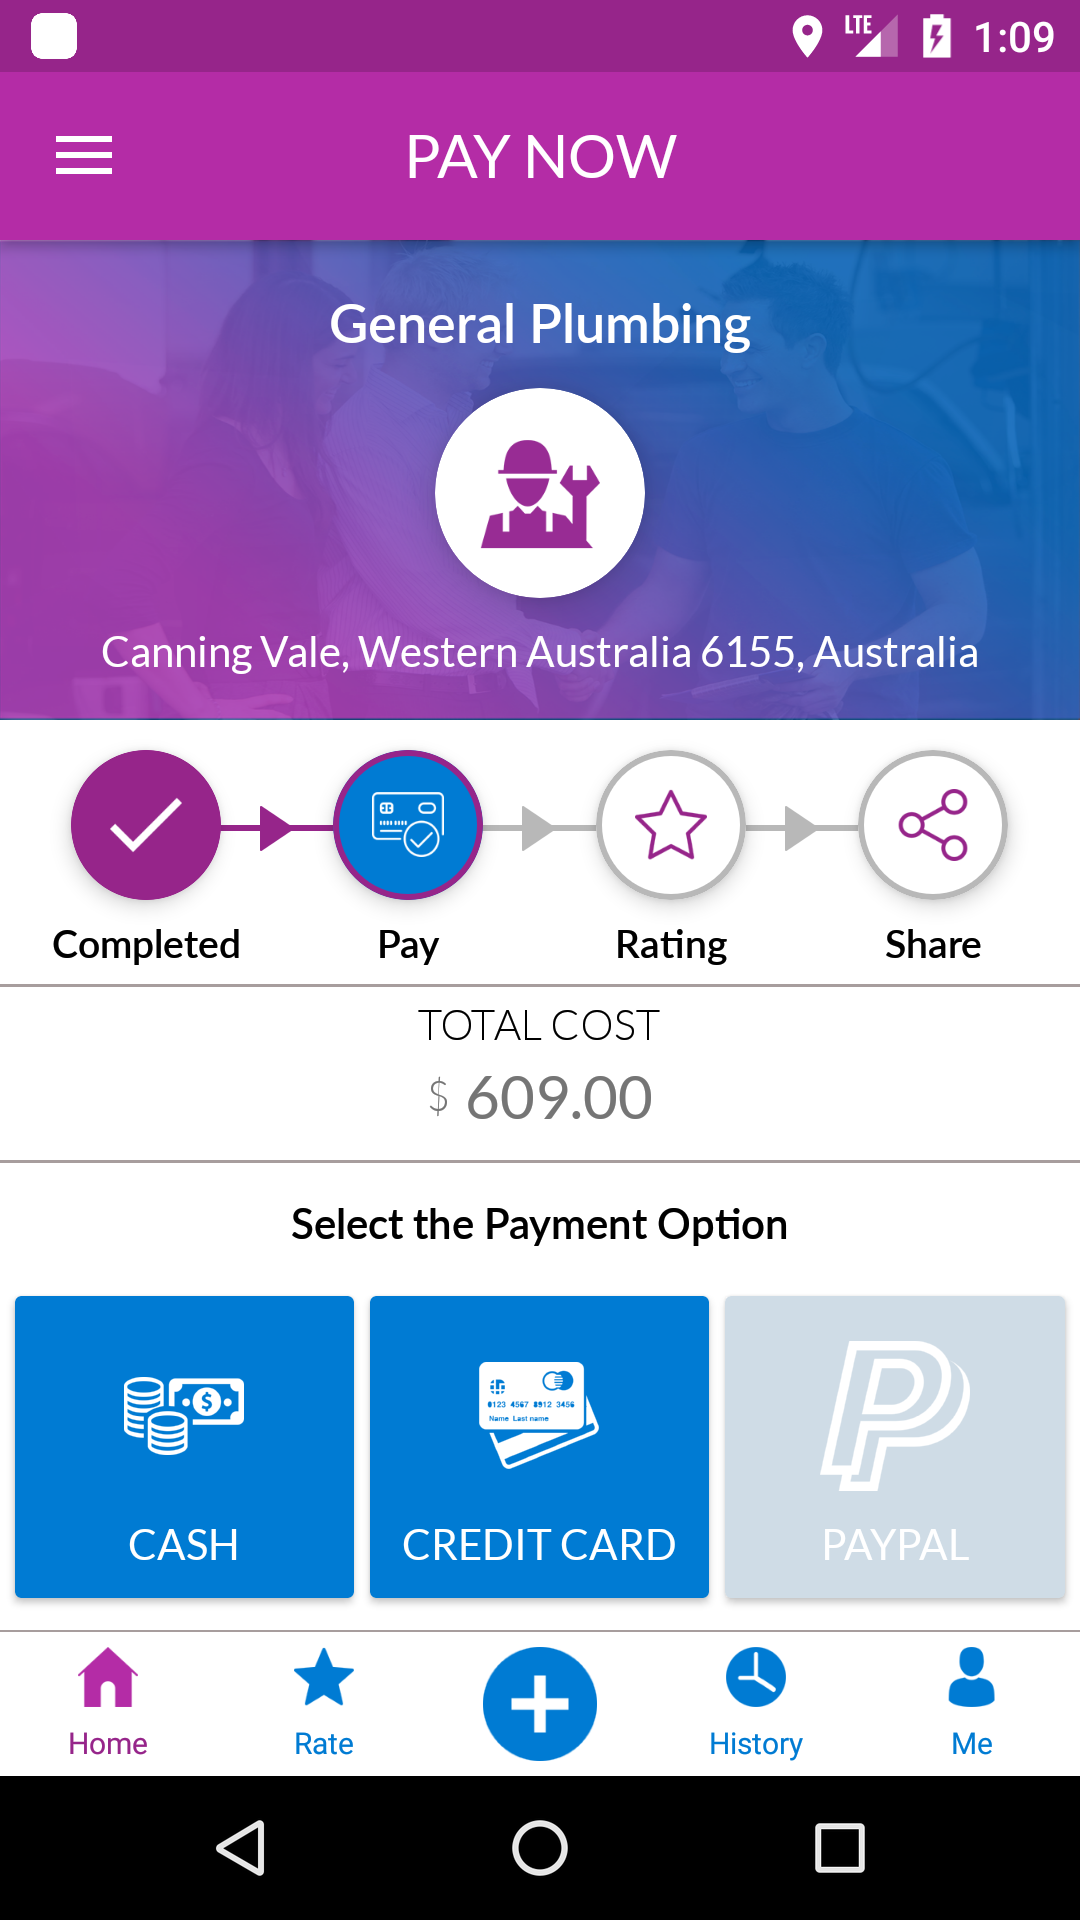 LTE 1:09
PAY NOW
General Plumbing
Canning Vale, Western Australia 6155, Australia
Completed Pay Rating Share
TOTAL COST
$ 609.00
Select the Payment Option
0123 4567 8912 3456
Name Last name
CASH CREDIT CARD PAYPAL
Home Rate History Me